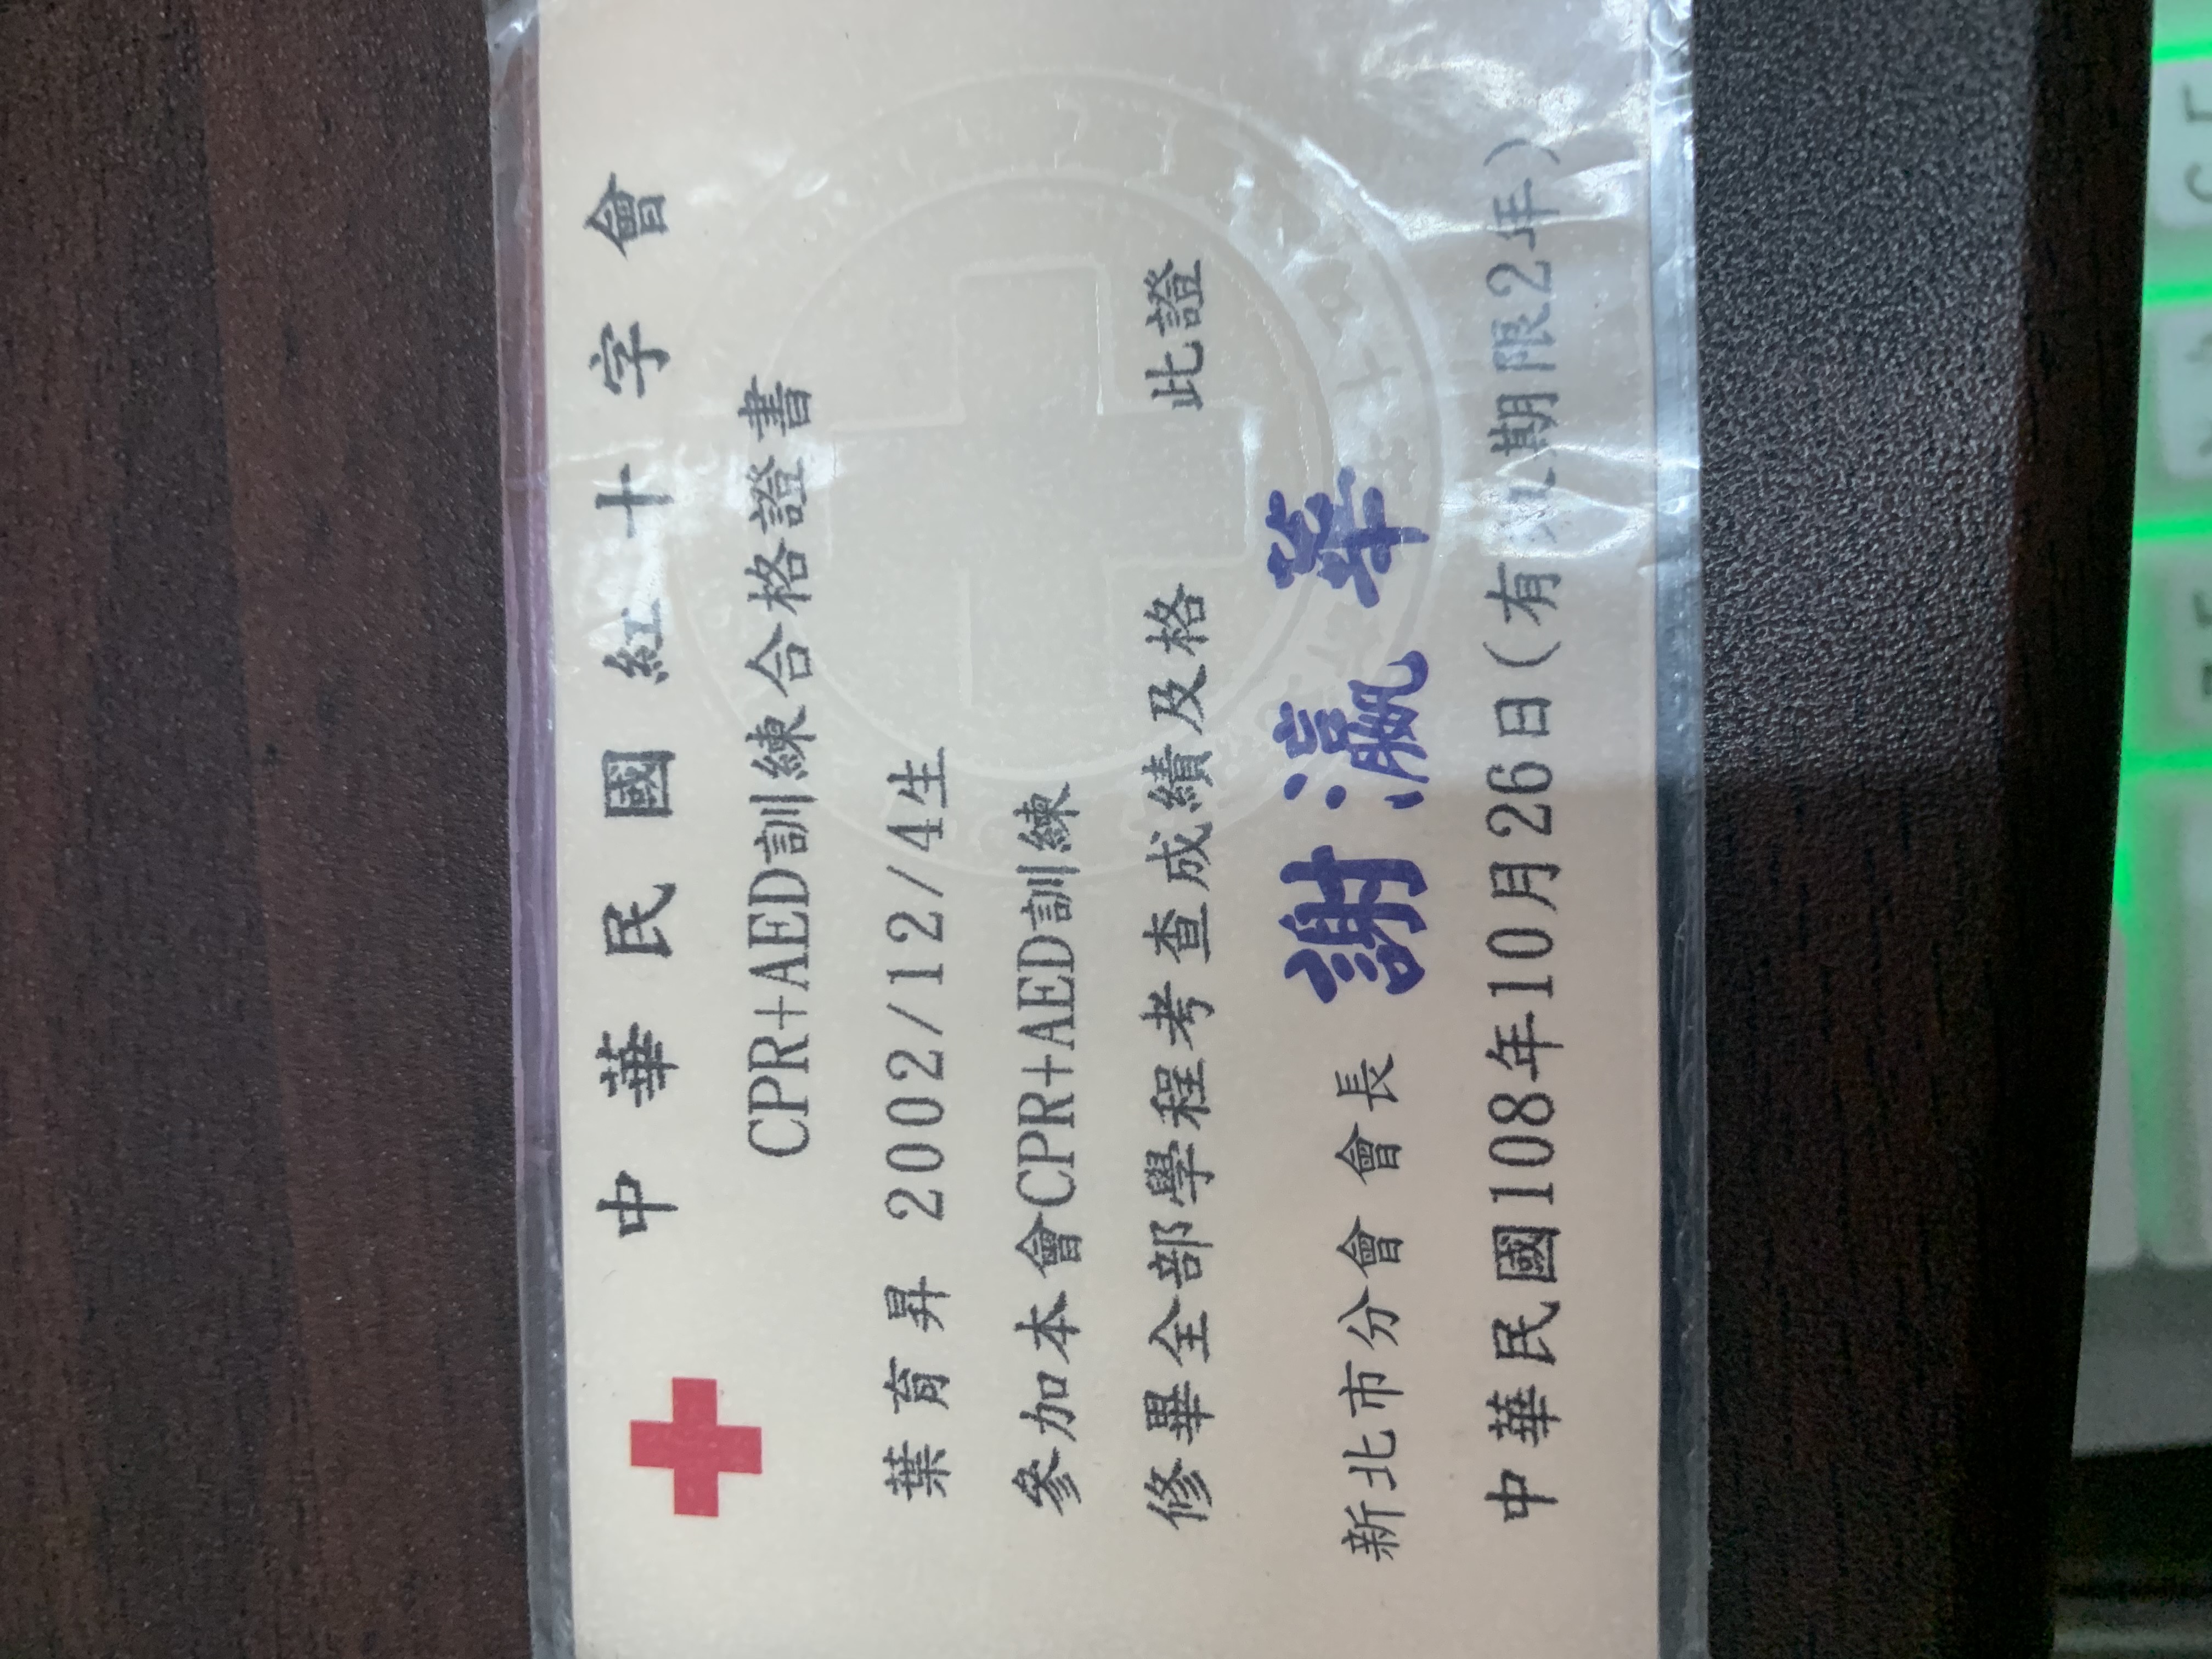 中華民國紅十字會
CPR+AED訓練合格證書
葉育昇 2002/12/4生
參加本會CPR+AED訓練
修畢全部學程考查成績及格 此證
新北市分會 會長 謝瀛華
中華民國108年10月26日(有效期限2年)